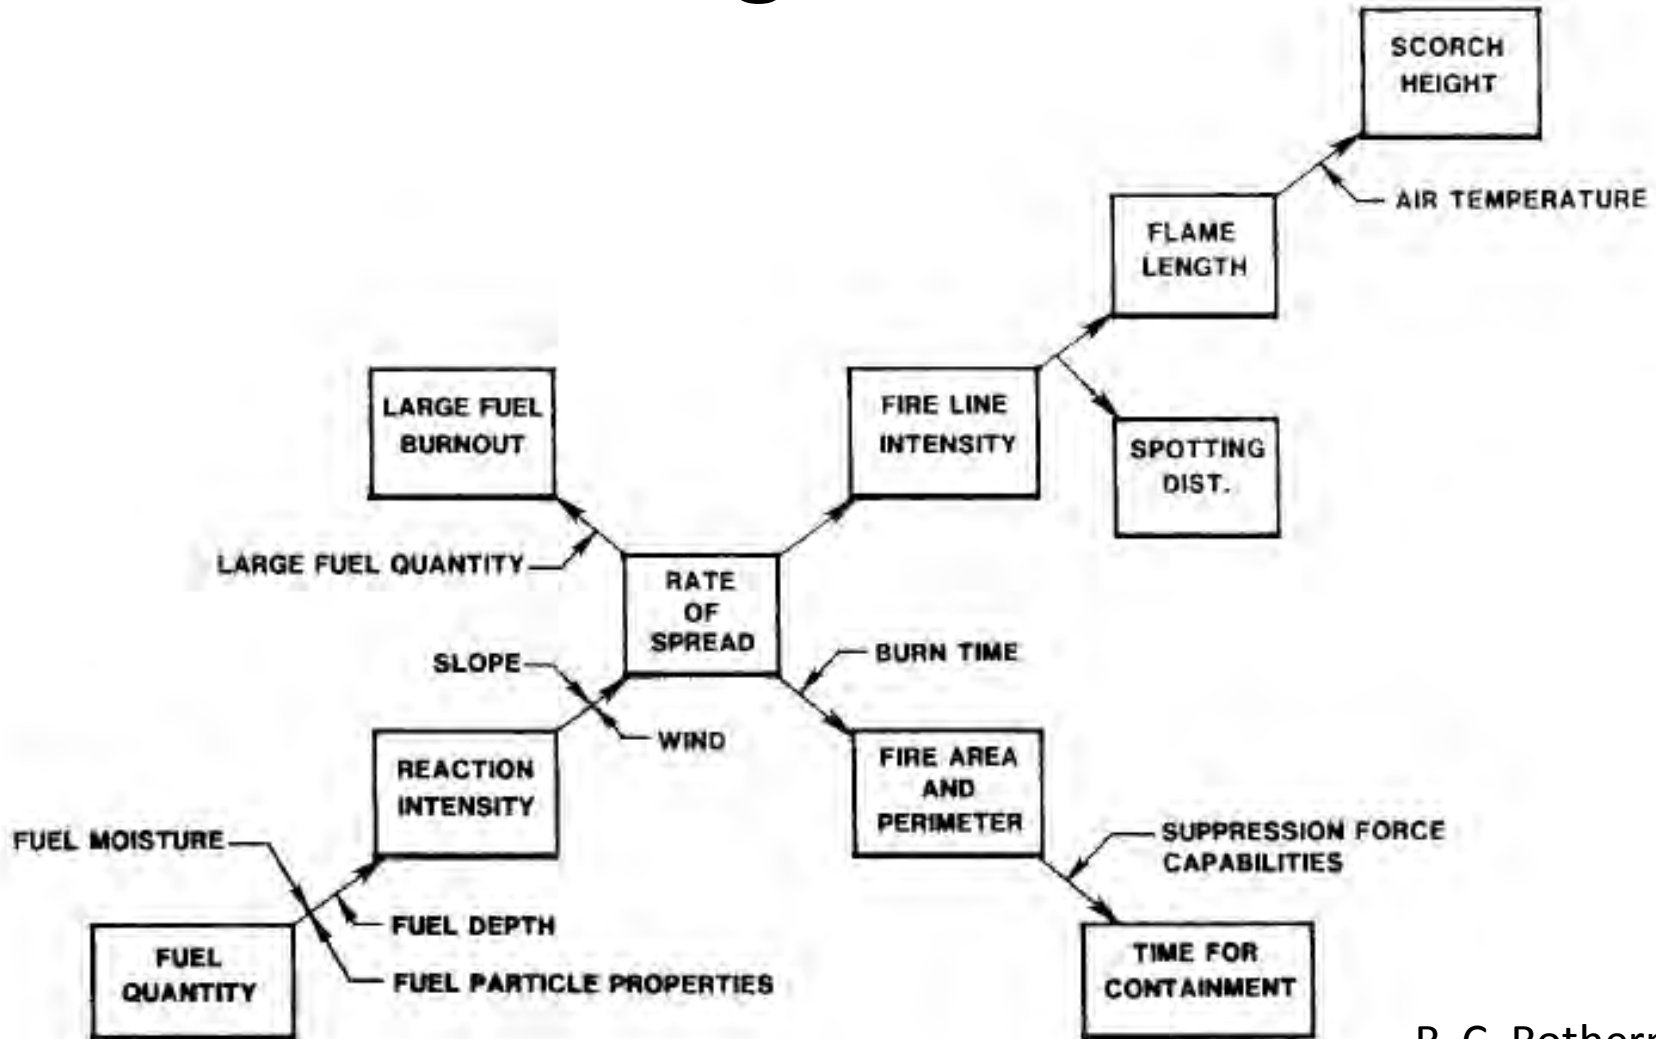 SCORCH
HEIGHT
AIR TEMPERATURE
FLAME
LENGTH
LARGE FUEL
BURNOUT
FIRE LINE
INTENSITY
SPOTTING
DIST.
LARGE FUEL QUANTITY
RATE
OF
SPREAD
SLOPE
BURN TIME
WIND
REACTION
INTENSITY
FIRE AREA
AND
PERIMETER
FUEL MOISTURE
SUPPRESSION FORCE
CAPABILITIES
FUEL DEPTH
FUEL
QUANTITY
FUEL PARTICLE PROPERTIES
TIME FOR
CONTAINMENT